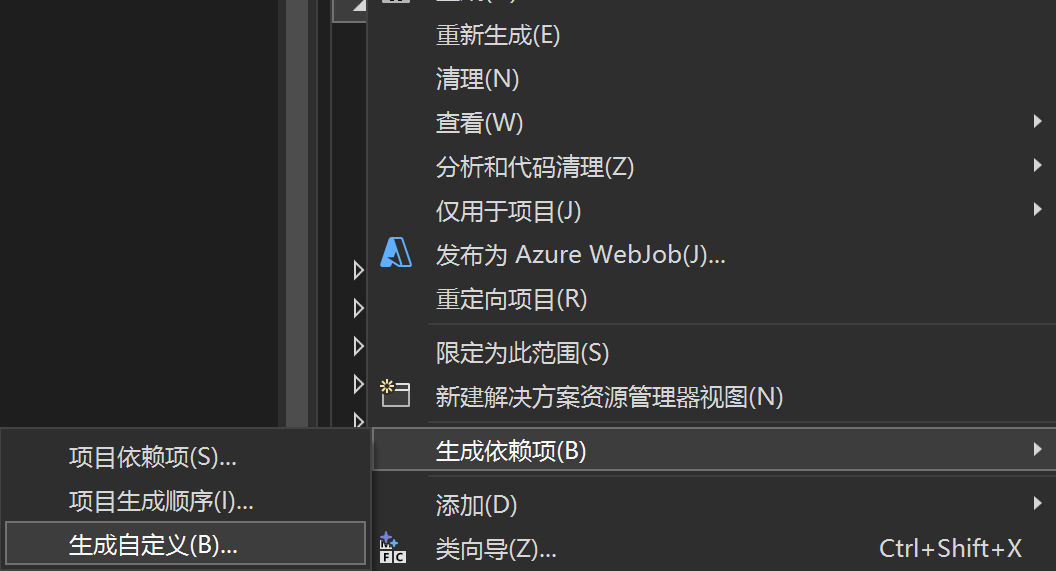 重新生成(E)
清理(N)
查看(W)
分析和代码清理(Z)
仅用于项目(J)
发布为 Azure WebJob(J)...
重定向项目(R)
限定为此范围(S)
新建解决方案资源管理器视图(N)
生成依赖项(B)
项目依赖项(S)...
项目生成顺序(I)...
生成自定义(B)...
添加(D)
类向导(Z)... Ctrl+Shift+X